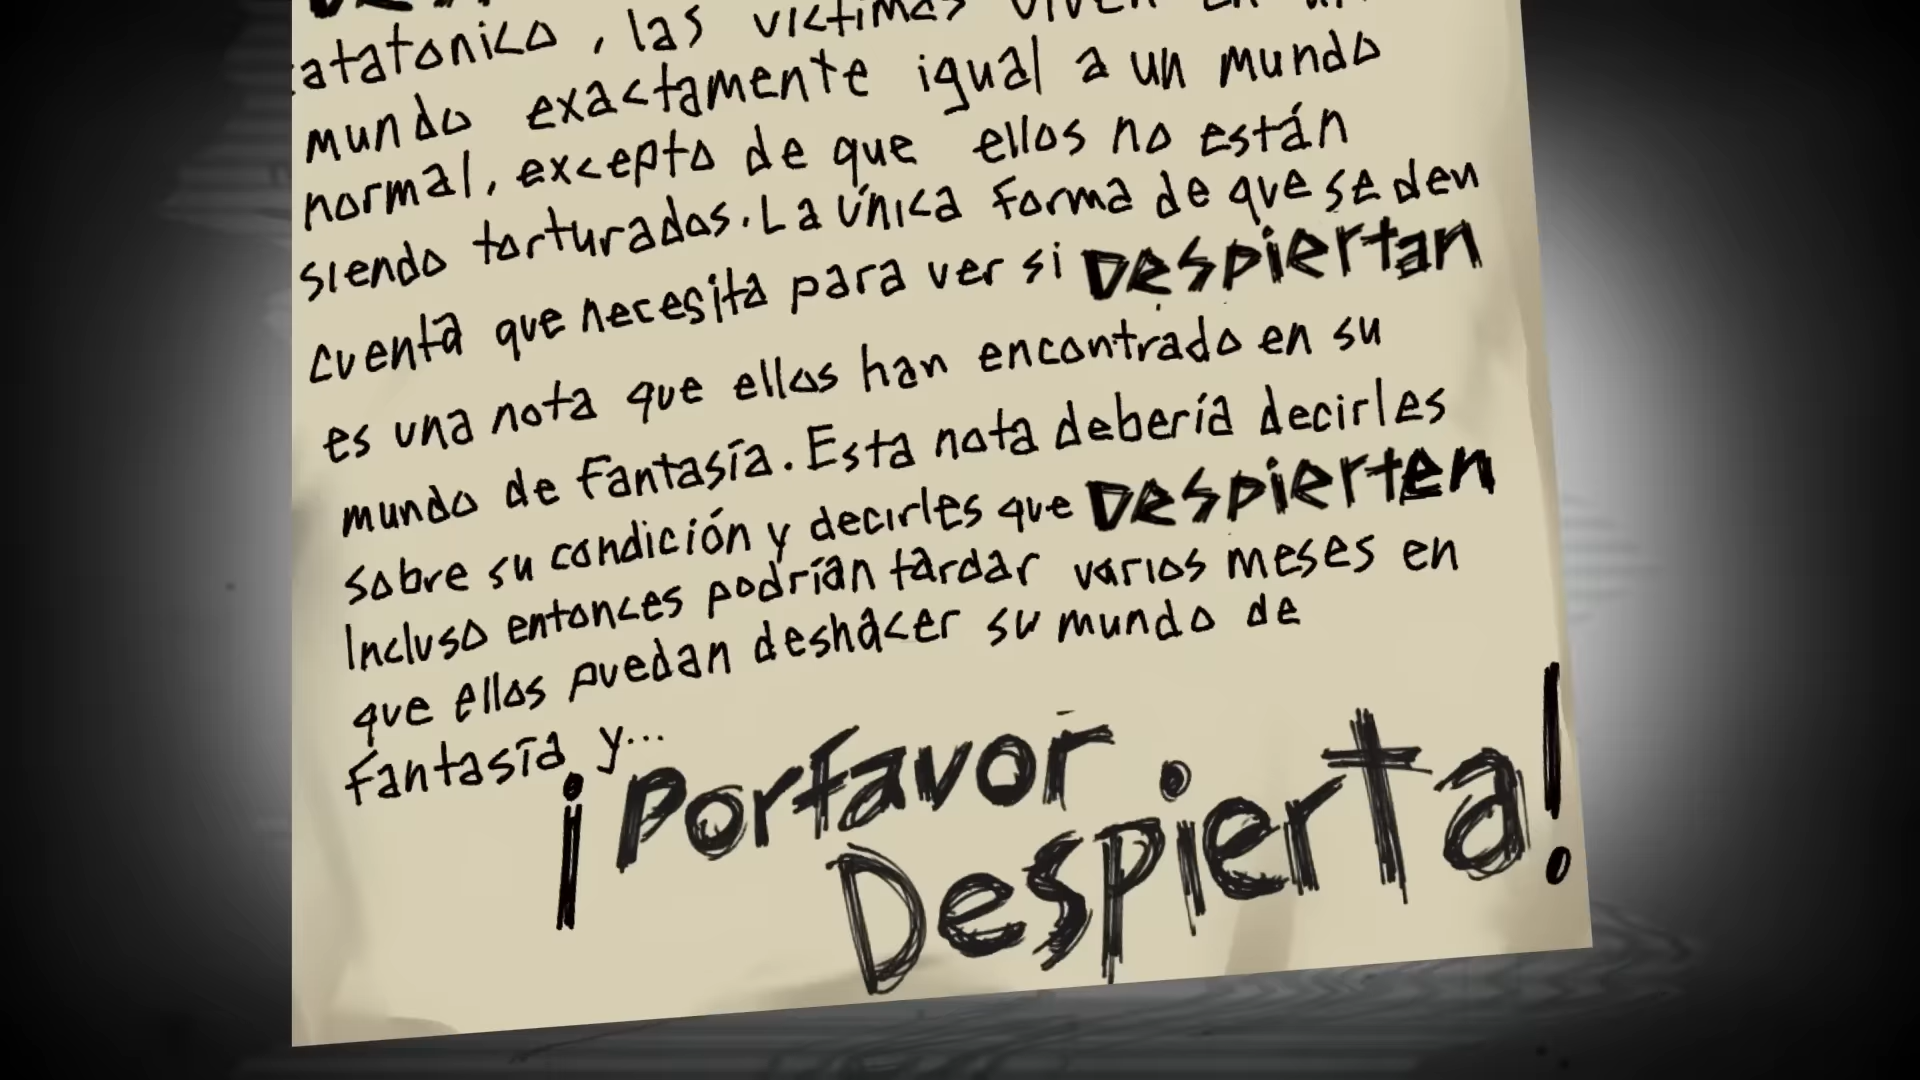 catatonico, las victimas viven en un
mundo exactamente igual a un mundo
normal, excepto de que ellos no están
siendo torturados. La única forma de que se den
cuenta que necesita para ver si DESPiertan
es una nota que ellos han encontrado en su
mundo de fantasía. Esta nota debería decirles
sobre su condición y decirles que DESPierten
Incluso entonces podrían tardar varios meses en
que ellos puedan deshacer su mundo de
Fantasía y...
¡Porfavor
Despierta!